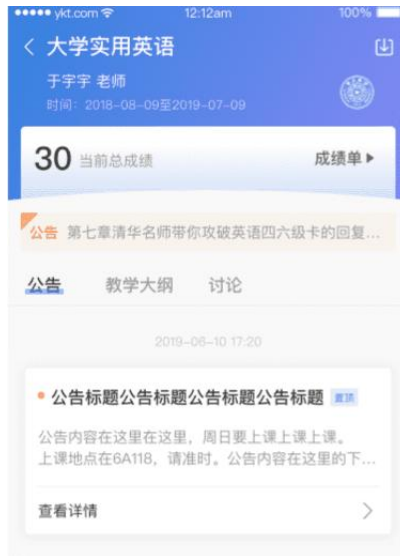 ykt.com 12:12am 100%
大学实用英语
于宇宇 老师
时间：2018-08-09至2019-07-09
30 当前总成绩 成绩单
公告 第七章清华名师带你攻破英语四六级卡的回复...
公告 教学大纲 讨论
2019-06-10 17:20
公告标题公告标题公告标题公告标题 置顶
公告内容在这里在这里，周日要上课上课上课。
上课地点在6A118，请准时。公告内容在这里的下...
查看详情